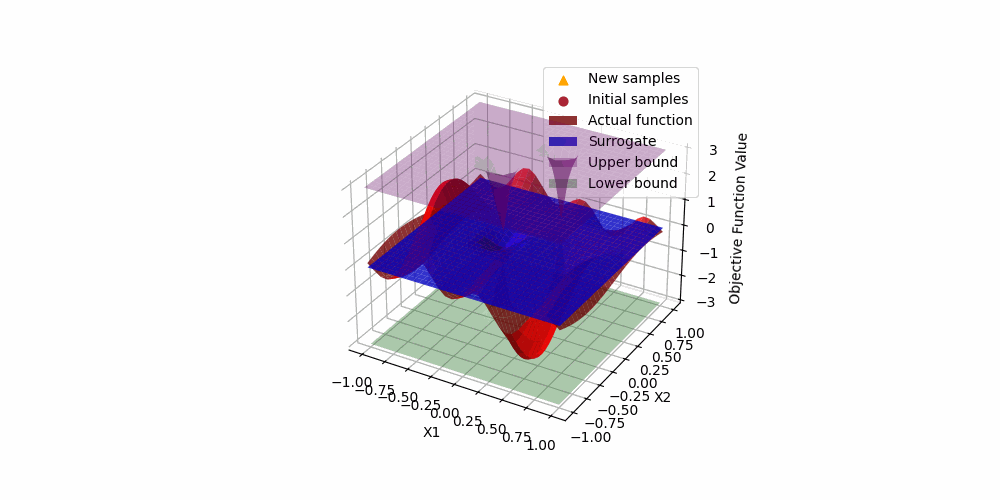 New samples
Initial samples
Actual function
Surrogate
Upper bound
Lower bound
3
2
1
0
−1
−2
−3
Objective Function Value
−1.00
−0.75
−0.50
−0.25
0.00
0.25
0.50
0.75
1.00
X1
1.00
0.75
0.50
0.25
0.00
−0.25
−0.50
−0.75
−1.00
X2